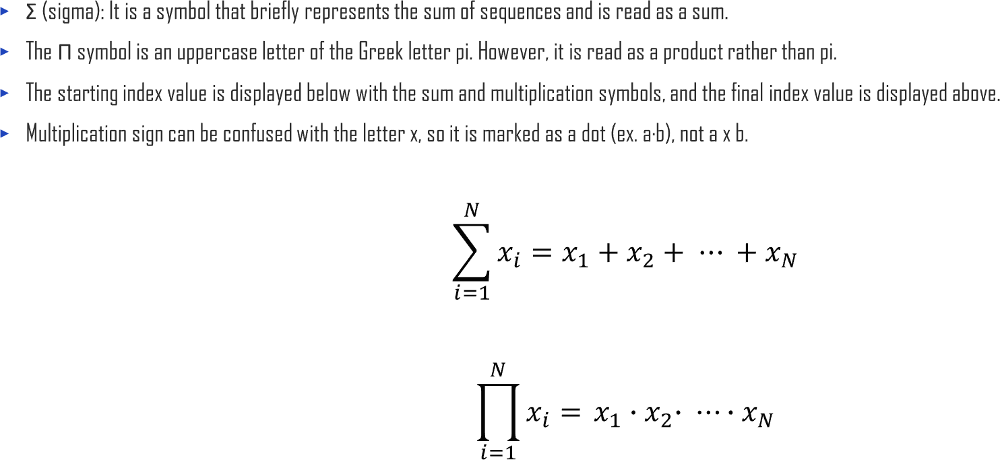 ▸ Σ (sigma): It is a symbol that briefly represents the sum of sequences and is read as a sum.
▸ The Π symbol is an uppercase letter of the Greek letter pi. However, it is read as a product rather than pi.
▸ The starting index value is displayed below with the sum and multiplication symbols, and the final index value is displayed above.
▸ Multiplication sign can be confused with the letter x, so it is marked as a dot (ex. a·b), not a x b.
\sum_{i=1}^{N} x_i = x_1 + x_2 + \cdots + x_N
\prod_{i=1}^{N} x_i = x_1 \cdot x_2 \cdot \cdots \cdot x_N